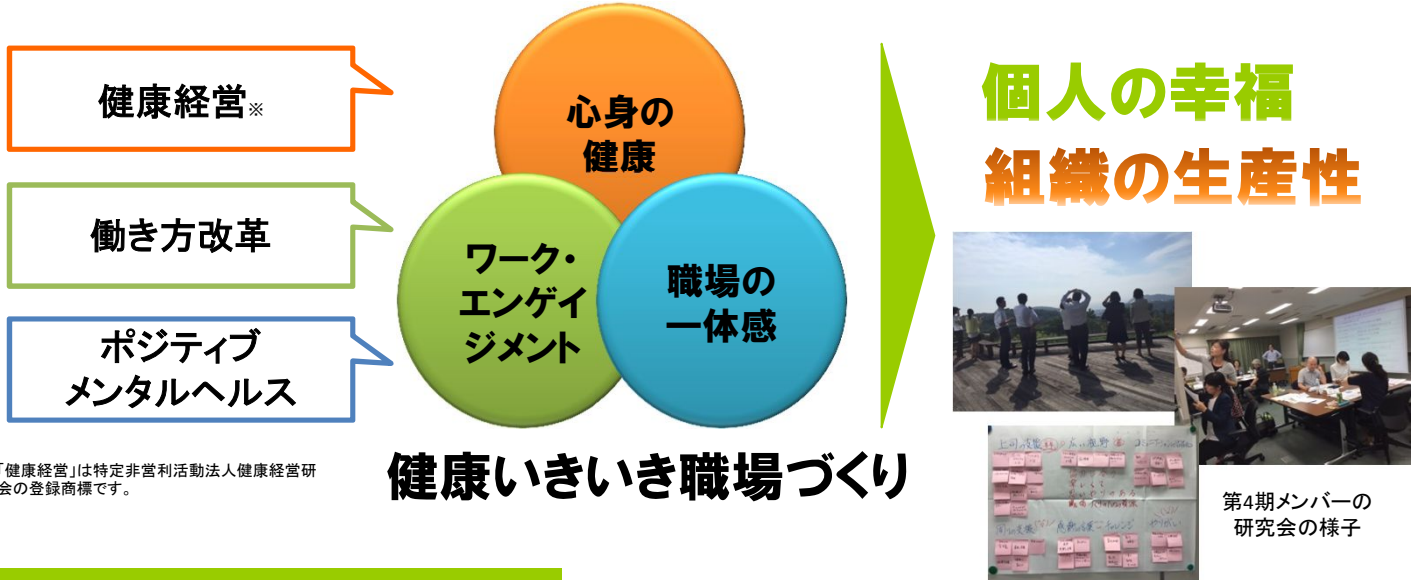 健康経営※
働き方改革
ポジティブ
メンタルヘルス
「健康経営」は特定非営利活動法人健康経営研
会の登録商標です。
心身の
健康
ワーク・
エンゲイ
ジメント
職場の
一体感
健康いきいき職場づくり
個人の幸福
組織の生産性
第4期メンバーの
研究会の様子